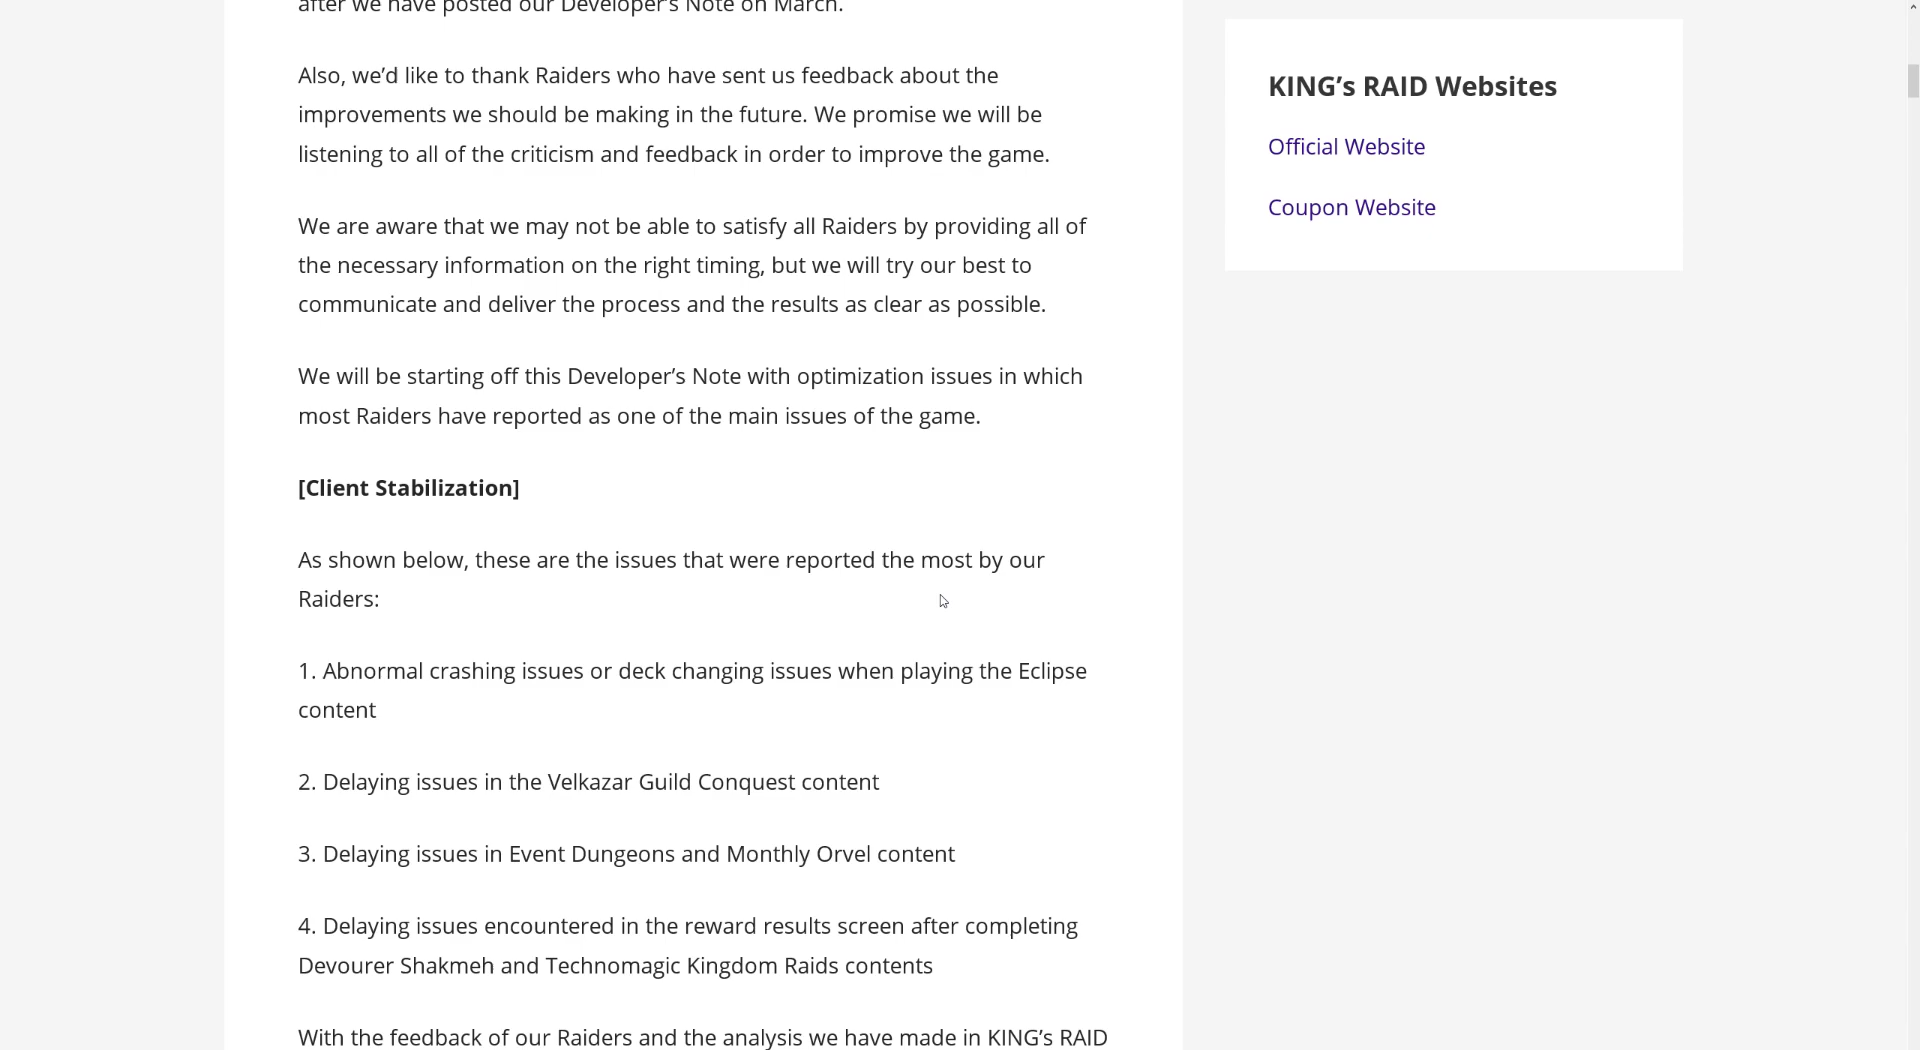 after we have posted our Developer’s Note on March.
Also, we’d like to thank Raiders who have sent us feedback about the
improvements we should be making in the future. We promise we will be
listening to all of the criticism and feedback in order to improve the game.
We are aware that we may not be able to satisfy all Raiders by providing all of
the necessary information on the right timing, but we will try our best to
communicate and deliver the process and the results as clear as possible.
We will be starting off this Developer’s Note with optimization issues in which
most Raiders have reported as one of the main issues of the game.
[Client Stabilization]
As shown below, these are the issues that were reported the most by our
Raiders:
1. Abnormal crashing issues or deck changing issues when playing the Eclipse
content
2. Delaying issues in the Velkazar Guild Conquest content
3. Delaying issues in Event Dungeons and Monthly Orvel content
4. Delaying issues encountered in the reward results screen after completing
Devourer Shakmeh and Technomagic Kingdom Raids contents
With the feedback of our Raiders and the analysis we have made in KING’s RAID
KING’s RAID Websites
Official Website
Coupon Website